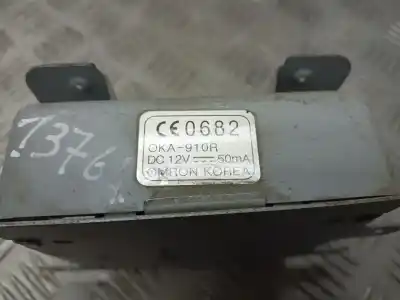 1376
CE0682
OKA-910R
DC 12V 50mA
OMRON KOREA